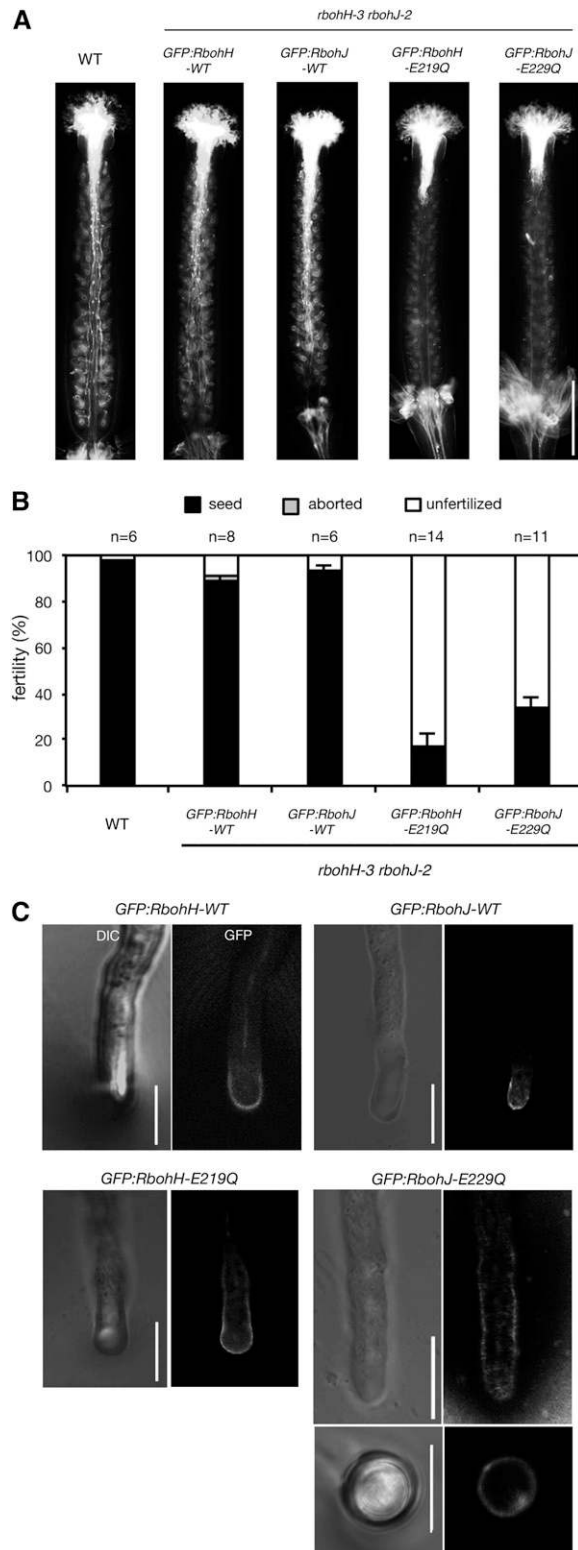 A
rbohH-3 rbohJ-2
WT
GFP:RbohH
-WT
GFP:RbohJ
-WT
GFP:RbohH
-E219Q
GFP:RbohJ
-E229Q
B
seed
aborted
unfertilized
n=6
n=8
n=6
n=14
n=11
fertility (%)
100
80
60
40
20
0
WT
GFP:RbohH
-WT
GFP:RbohJ
-WT
GFP:RbohH
-E219Q
GFP:RbohJ
-E229Q
rbohH-3 rbohJ-2
C
GFP:RbohH-WT
GFP:RbohJ-WT
DIC
GFP
GFP:RbohH-E219Q
GFP:RbohJ-E229Q